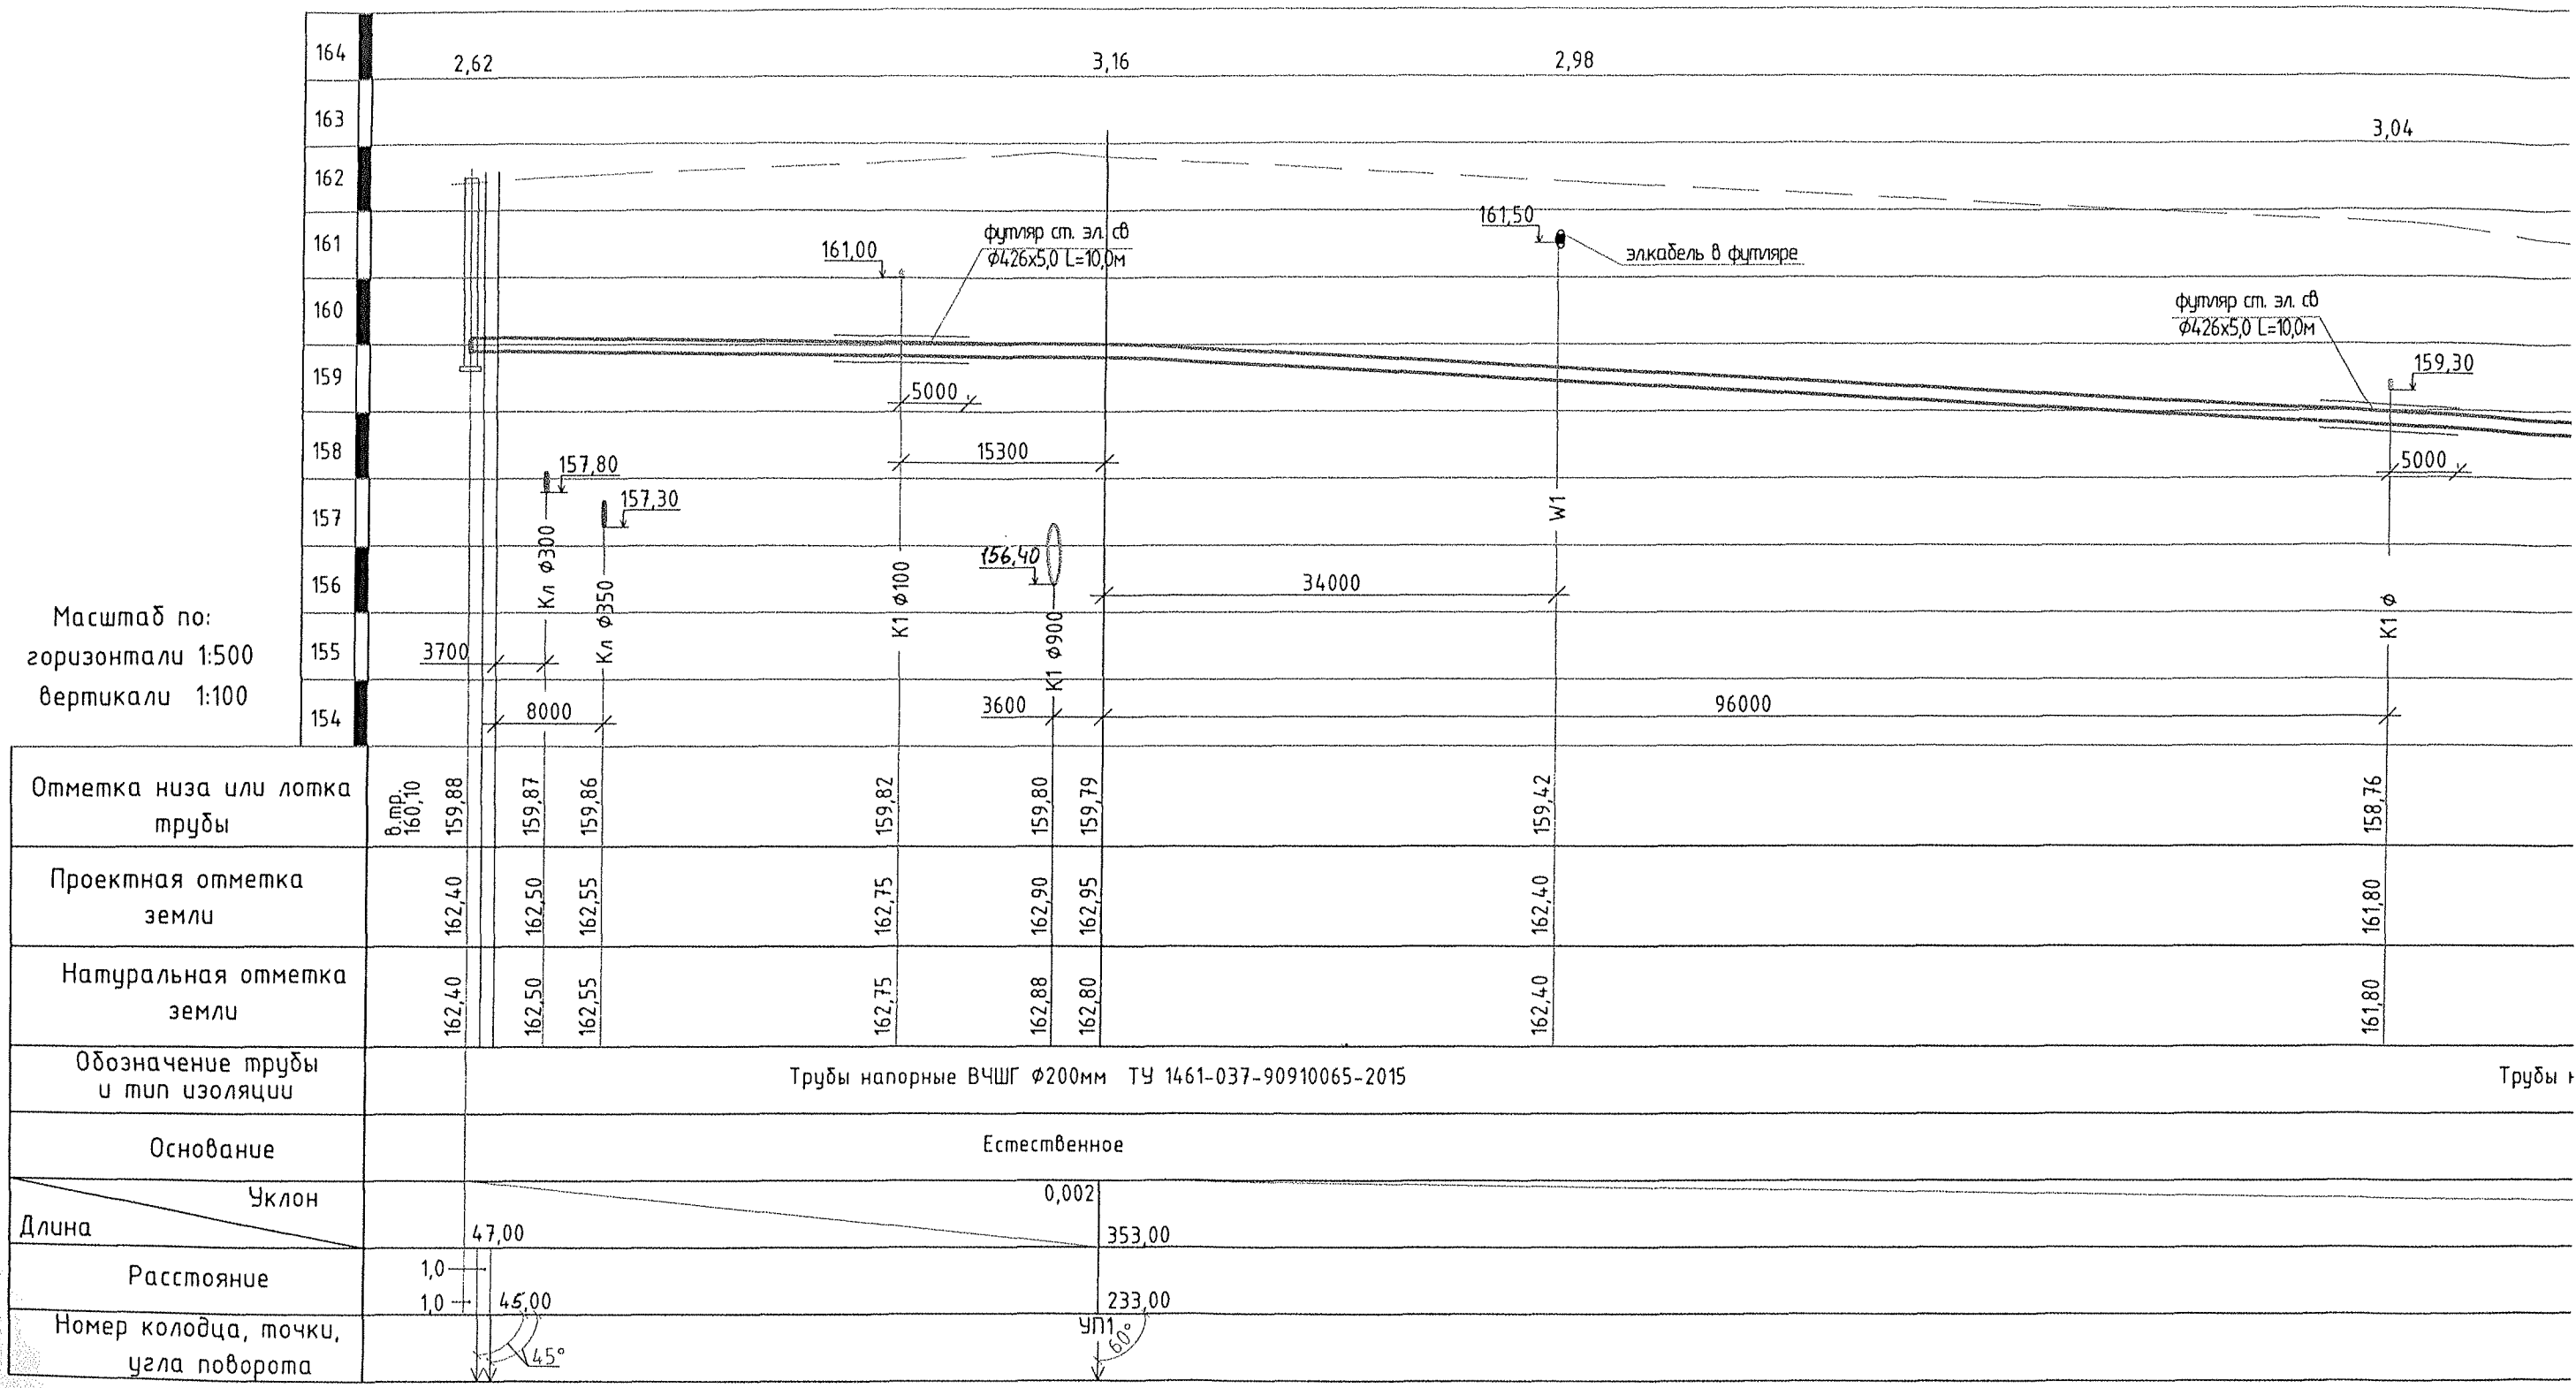 164
163
162
161
160
159
158
157
156
155
154
2,62
3,16
2,98
3,04
161,00
футляр ст. эл. св
ф426х5,0 L=10,0м
161,50
эл.кабель в футляре
футляр ст. эл. св
ф426х5,0 L=10,0м
159,30
5000
15300
5000
157,80
157,30
156,40
Кл ф300
Кл ф350
К1 ф100
К1 ф900
W1
К1 ф
34000
3700
8000
3600
96000
Масштаб по:
горизонтали 1:500
вертикали 1:100
Отметка низа или лотка
трубы
в.тр.
160,10
159,88
159,87
159,86
159,82
159,80
159,79
159,42
158,76
Проектная отметка
земли
162,40
162,50
162,55
162,75
162,90
162,95
162,40
161,80
Натуральная отметка
земли
162,40
162,50
162,55
162,75
162,88
162,80
162,40
161,80
Обозначение трубы
и тип изоляции
Трубы напорные ВЧШГ ф200мм ТУ 1461-037-90910065-2015
Трубы
Основание
Естественное
Уклон
Длина
0,002
47,00
353,00
Расстояние
1,0
1,0
45,00
233,00
Номер колодца, точки,
угла поворота
45°
УП1
60°